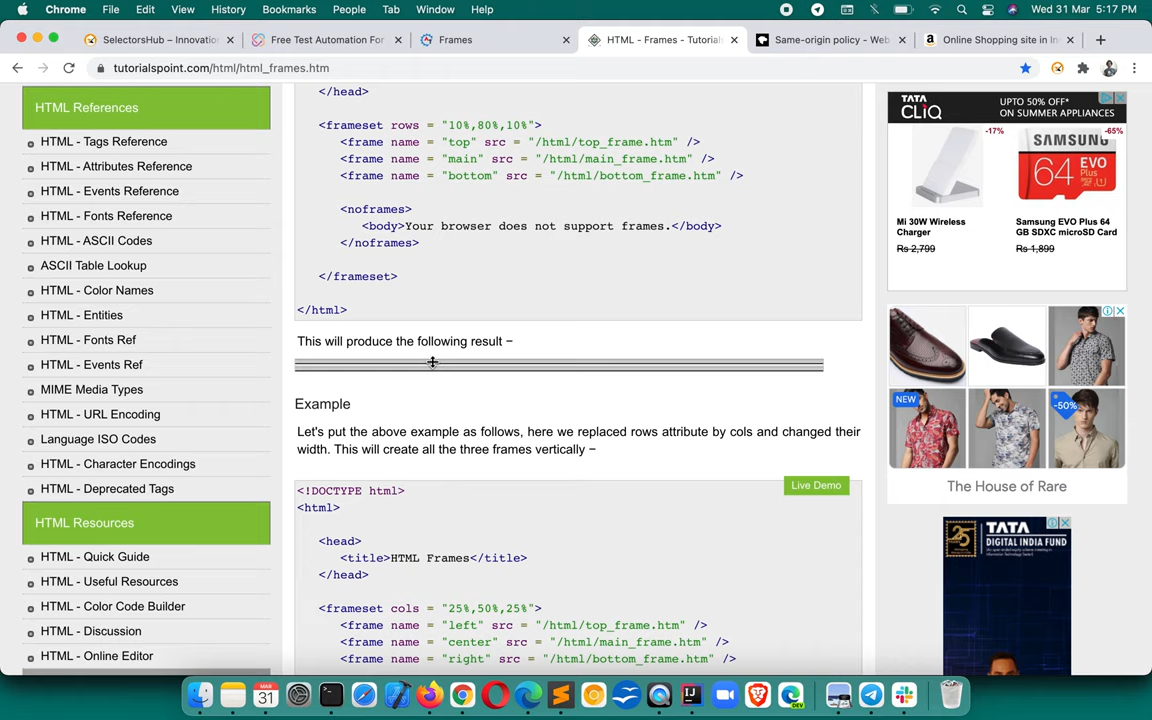 Chrome File Edit View History Bookmarks People Tab Window Help Wed 31 Mar 5:17 PM
SelectorsHub – Innovatio Free Test Automation For Frames HTML - Frames - Tutorials Same-origin policy - Web Online Shopping site in In
tutorialspoint.com/html/html_frames.htm
HTML References
HTML - Tags Reference
HTML - Attributes Reference
HTML - Events Reference
HTML - Fonts Reference
HTML - ASCII Codes
ASCII Table Lookup
HTML - Color Names
HTML - Entities
HTML - Fonts Ref
HTML - Events Ref
MIME Media Types
HTML - URL Encoding
Language ISO Codes
HTML - Character Encodings
HTML - Deprecated Tags
HTML Resources
HTML - Quick Guide
HTML - Useful Resources
HTML - Color Code Builder
HTML - Discussion
HTML - Online Editor
</head>
<frameset rows = "10%,80%,10%">
<frame name = "top" src = "/html/top_frame.htm" />
<frame name = "main" src = "/html/main_frame.htm" />
<frame name = "bottom" src = "/html/bottom_frame.htm" />
<noframes>
<body>Your browser does not support frames.</body>
</noframes>
</frameset>
</html>
This will produce the following result −
Example
Let's put the above example as follows, here we replaced rows attribute by cols and changed their
width. This will create all the three frames vertically −
Live Demo
<!DOCTYPE html>
<html>
<head>
<title>HTML Frames</title>
</head>
<frameset cols = "25%,50%,25%">
<frame name = "left" src = "/html/top_frame.htm" />
<frame name = "center" src = "/html/main_frame.htm" />
<frame name = "right" src = "/html/bottom_frame.htm" />
TATA
CLiQ
UPTO 50% OFF*
ON SUMMER APPLIANCES
-17%
-65%
SAMSUNG
64 EVO
Plus
Mi 30W Wireless
Charger
Rs 2,799
Samsung EVO Plus 64
GB SDXC microSD Card
Rs 1,899
NEW
-50%
The House of Rare
25
TATA
DIGITAL INDIA FUND
MAR
31
DEV